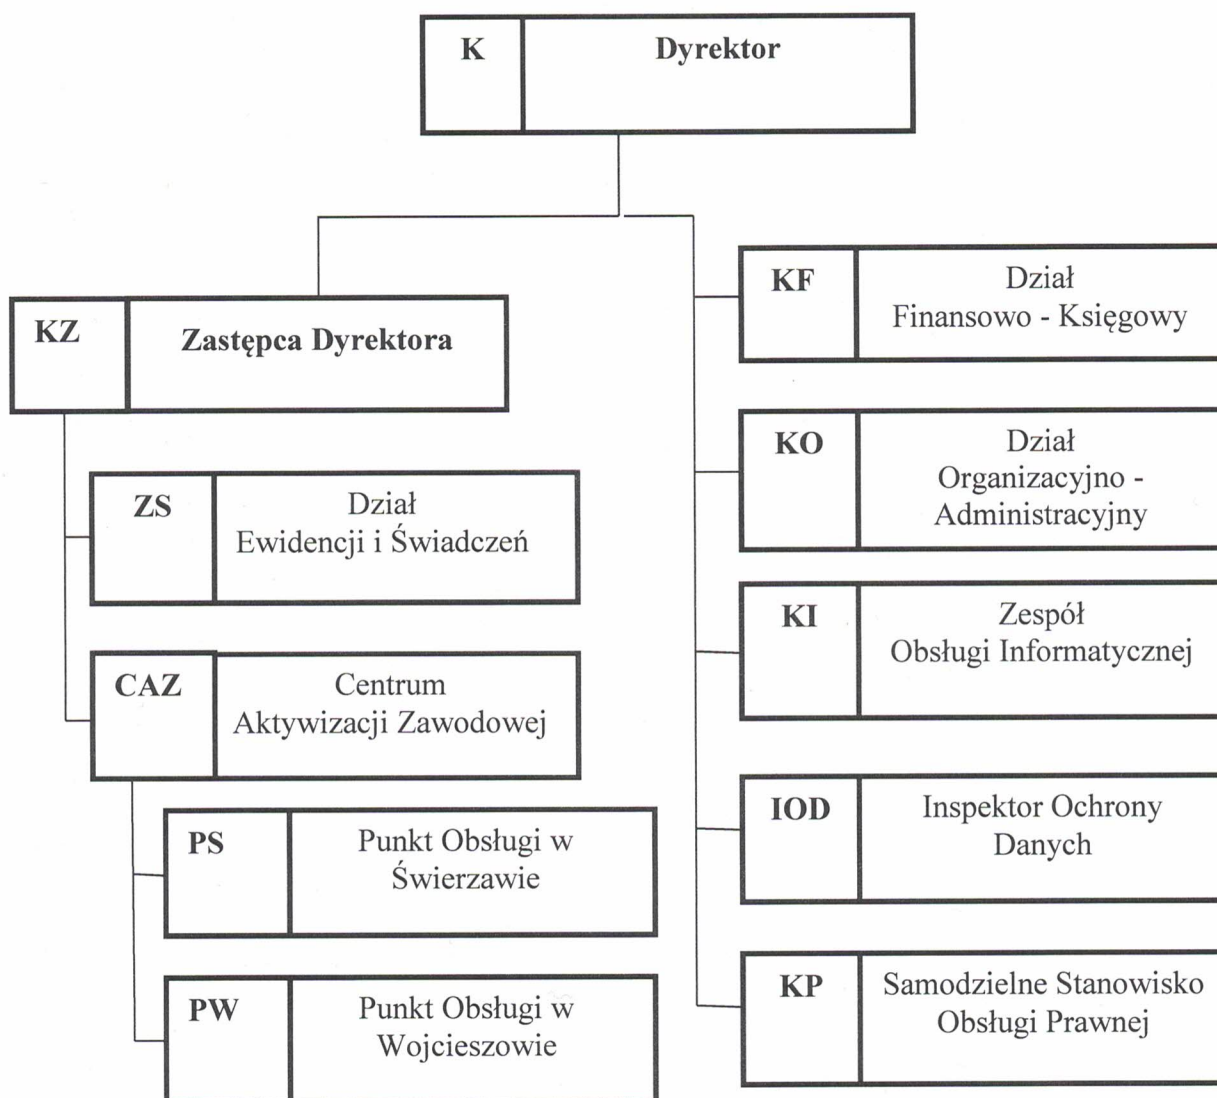 K Dyrektor
KZ Zastępca Dyrektora
ZS Dział
Ewidencji i Świadczeń
CAZ Centrum
Aktywizacji Zawodowej
PS Punkt Obsługi w
Świerzawie
PW Punkt Obsługi w
Wojcieszowie
KF Dział
Finansowo - Księgowy
KO Dział
Organizacyjno -
Administracyjny
KI Zespół
Obsługi Informatycznej
IOD Inspektor Ochrony
Danych
KP Samodzielne Stanowisko
Obsługi Prawnej